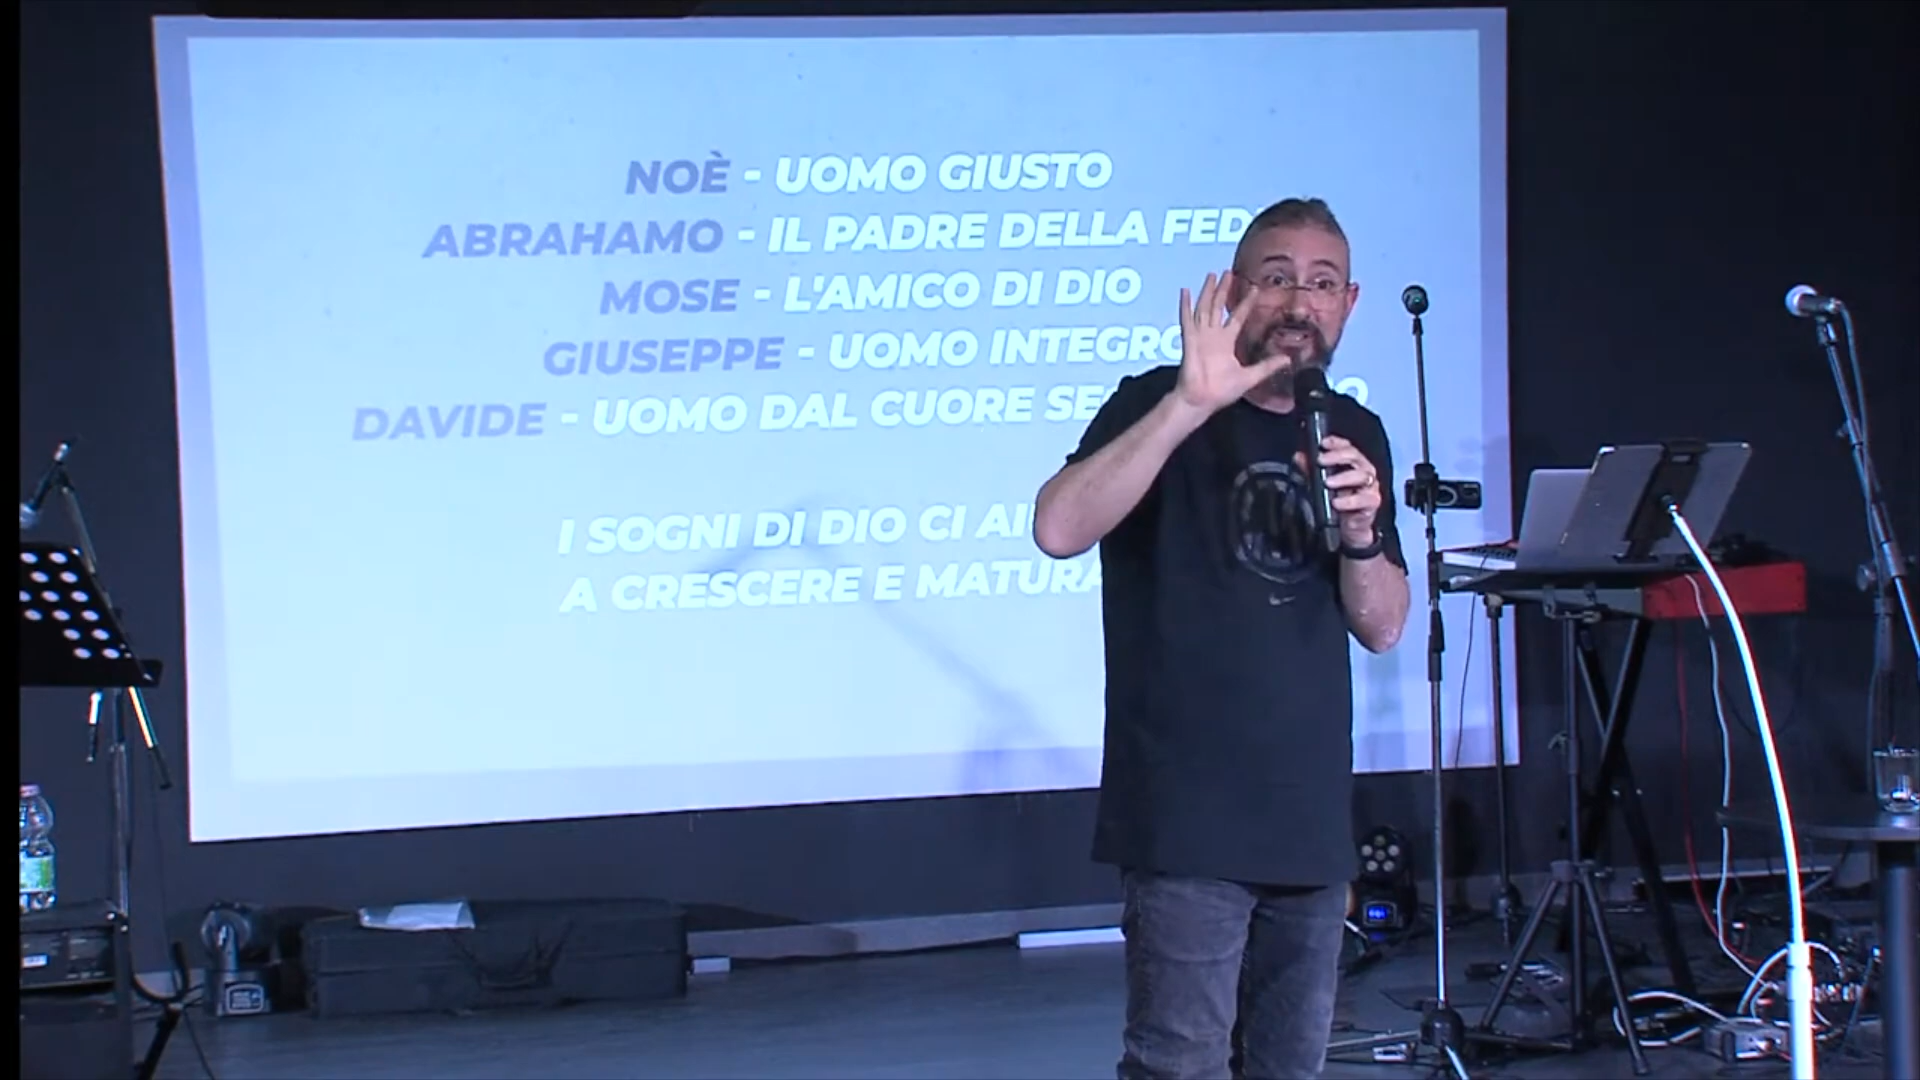 NOÈ - UOMO GIUSTO
ABRAHAMO - IL PADRE DELLA
MOSE - L'AMICO DI DIO
GIUSEPPE - UOMO INTEGRO
DAVIDE - UOMO DAL CUORE
I SOGNI DI DIO CI
A CRESCERE E